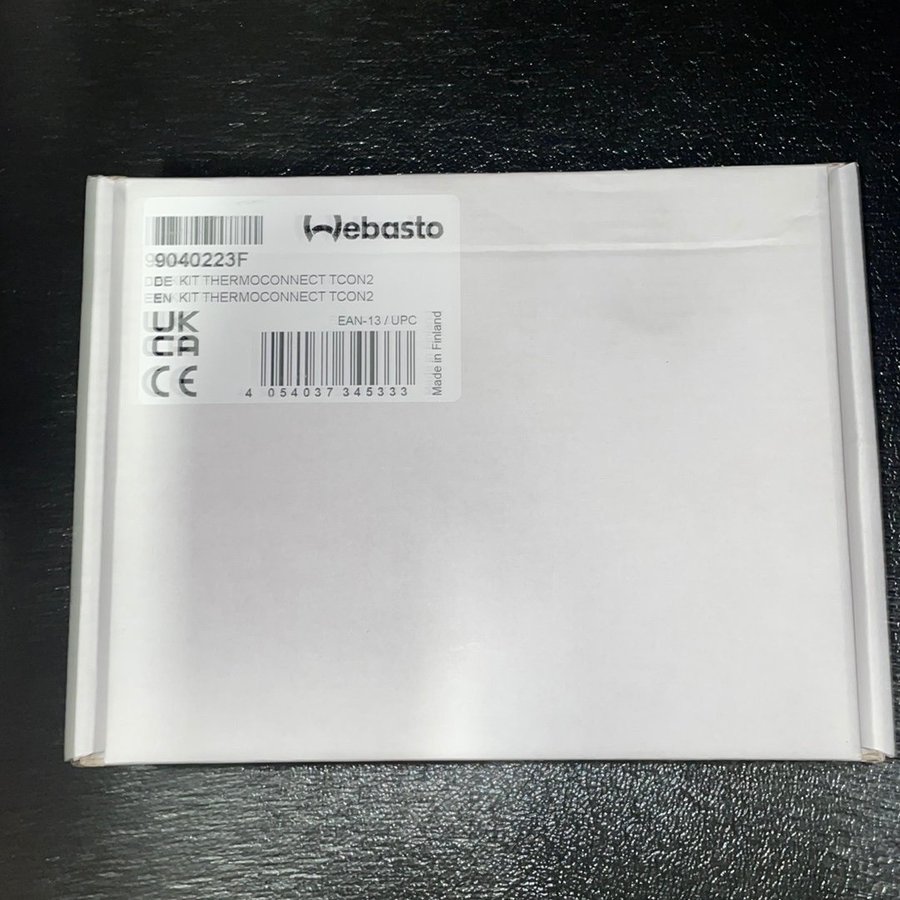 Webasto
9040223F
DE KIT THERMOCONNECT TCON2
EN KIT THERMOCONNECT TCON2
UK
CA
EAN-13 / UPC
CE
4 054037 345333
Made in Finland